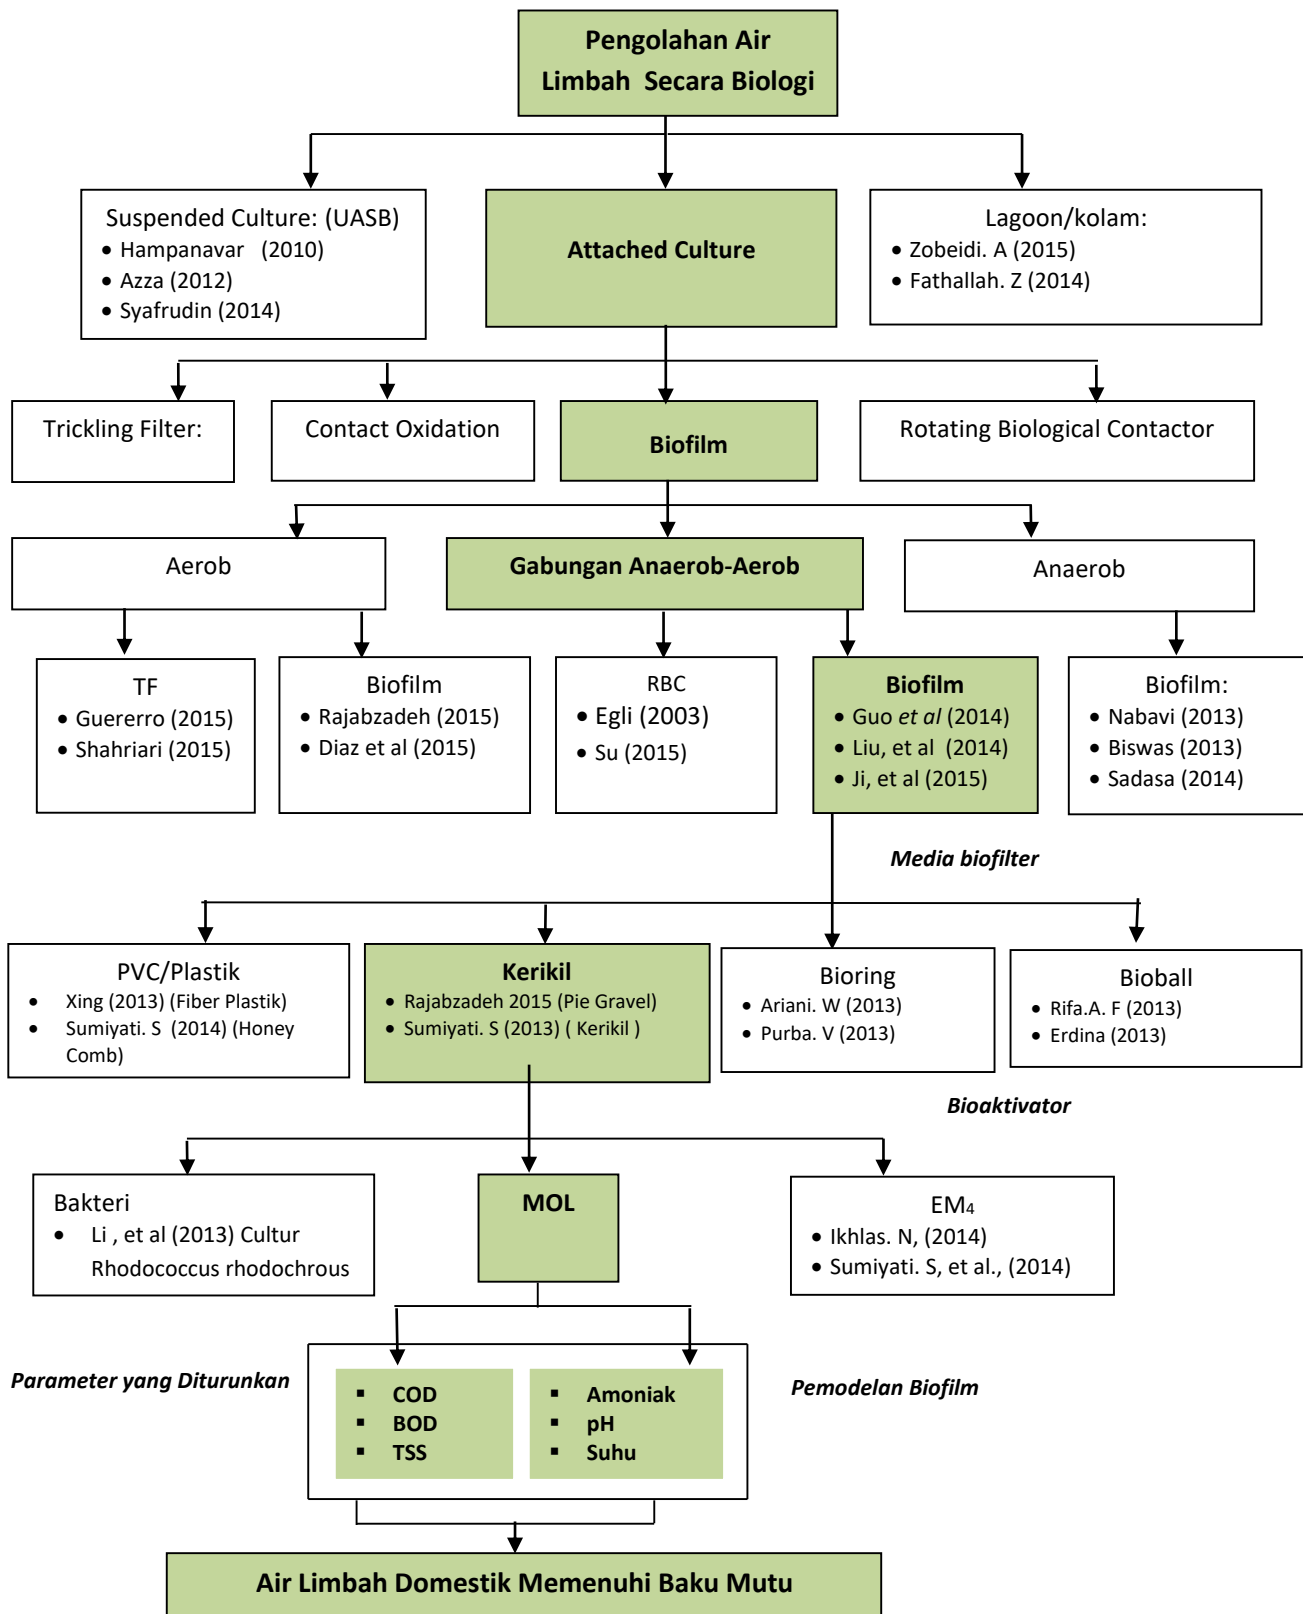 Pengolahan Air
Limbah Secara Biologi
Suspended Culture: (UASB)
• Hampanavar (2010)
• Azza (2012)
• Syafrudin (2014)
Attached Culture
Lagoon/kolam:
• Zobeidi. A (2015)
• Fathallah. Z (2014)
Trickling Filter:
Contact Oxidation
Biofilm
Rotating Biological Contactor
Aerob
Gabungan Anaerob-Aerob
Anaerob
TF
• Guererro (2015)
• Shahriari (2015)
Biofilm
• Rajabzadeh (2015)
• Diaz et al (2015)
RBC
• Egli (2003)
• Su (2015)
Biofilm
• Guo et al (2014)
• Liu, et al (2014)
• Ji, et al (2015)
Biofilm:
• Nabavi (2013)
• Biswas (2013)
• Sadasa (2014)
Media biofilter
PVC/Plastik
• Xing (2013) (Fiber Plastik)
• Sumiyati. S (2014) (Honey
Comb)
Kerikil
• Rajabzadeh 2015 (Pie Gravel)
• Sumiyati. S (2013) ( Kerikil )
Bioring
• Ariani. W (2013)
• Purba. V (2013)
Bioball
• Rifa.A. F (2013)
• Erdina (2013)
Bioaktivator
Bakteri
• Li , et al (2013) Cultur
Rhodococcus rhodochrous
MOL
EM₄
• Ikhlas. N, (2014)
• Sumiyati. S, et al., (2014)
Parameter yang Diturunkan
▪ COD
▪ BOD
▪ TSS
▪ Amoniak
▪ pH
▪ Suhu
Pemodelan Biofilm
Air Limbah Domestik Memenuhi Baku Mutu